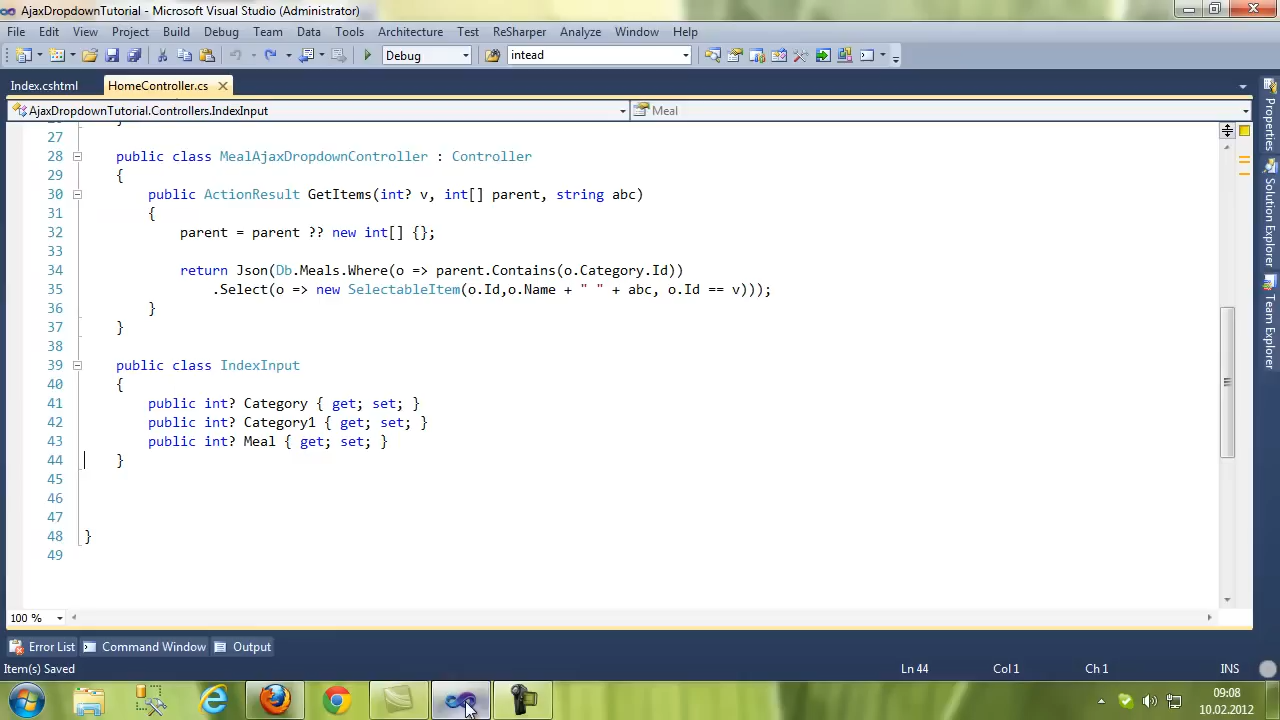 AjaxDropdownTutorial - Microsoft Visual Studio (Administrator)
File Edit View Project Build Debug Team Data Tools Architecture Test ReSharper Analyze Window Help
Debug intead
Index.cshtml HomeController.cs
AjaxDropdownTutorial.Controllers.IndexInput Meal
27
28 public class MealAjaxDropdownController : Controller
29 {
30 public ActionResult GetItems(int? v, int[] parent, string abc)
31 {
32 parent = parent ?? new int[] {};
33
34 return Json(Db.Meals.Where(o => parent.Contains(o.Category.Id))
35 .Select(o => new SelectableItem(o.Id,o.Name + " " + abc, o.Id == v)));
36 }
37 }
38
39 public class IndexInput
40 {
41 public int? Category { get; set; }
42 public int? Category1 { get; set; }
43 public int? Meal { get; set; }
44 }
45
46
47
48 }
49
100 %
Properties
Solution Explorer
Team Explorer
Error List Command Window Output
Item(s) Saved Ln 44 Col 1 Ch 1 INS
09:08
10.02.2012